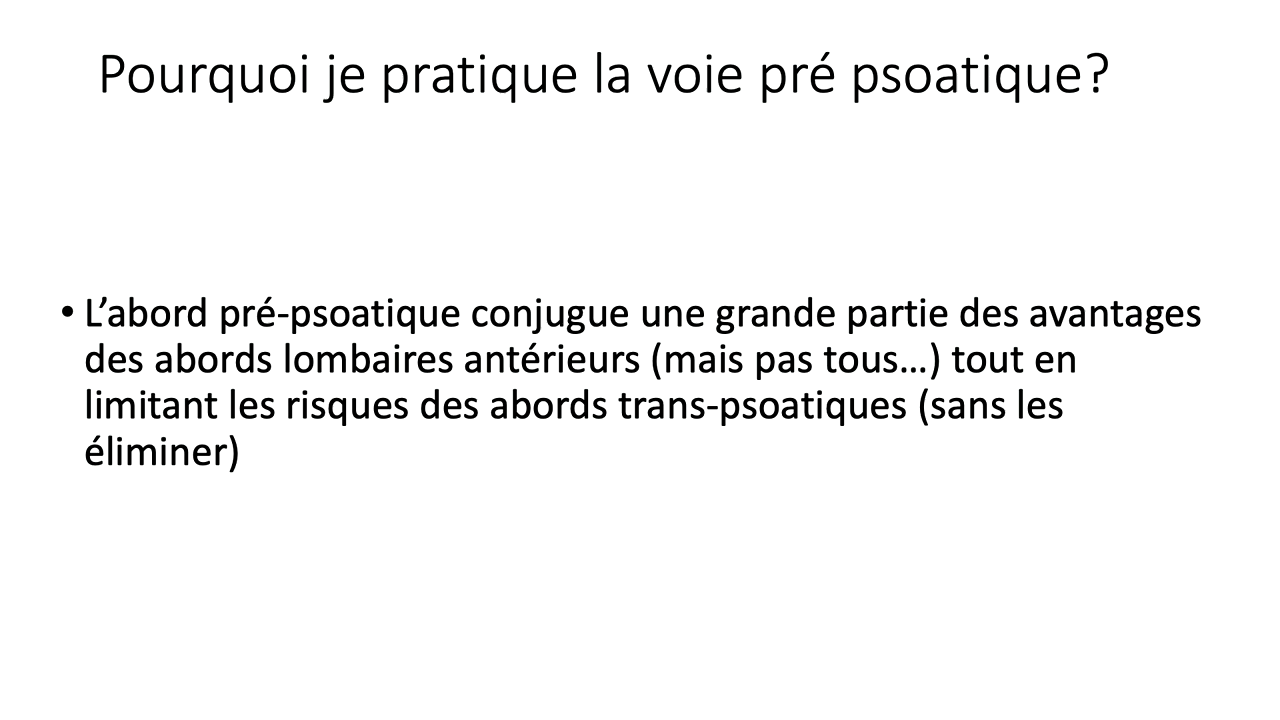 Pourquoi je pratique la voie pré psoatique?
• L’abord pré-psoatique conjugue une grande partie des avantages
des abords lombaires antérieurs (mais pas tous…) tout en
limitant les risques des abords trans-psoatiques (sans les
éliminer)